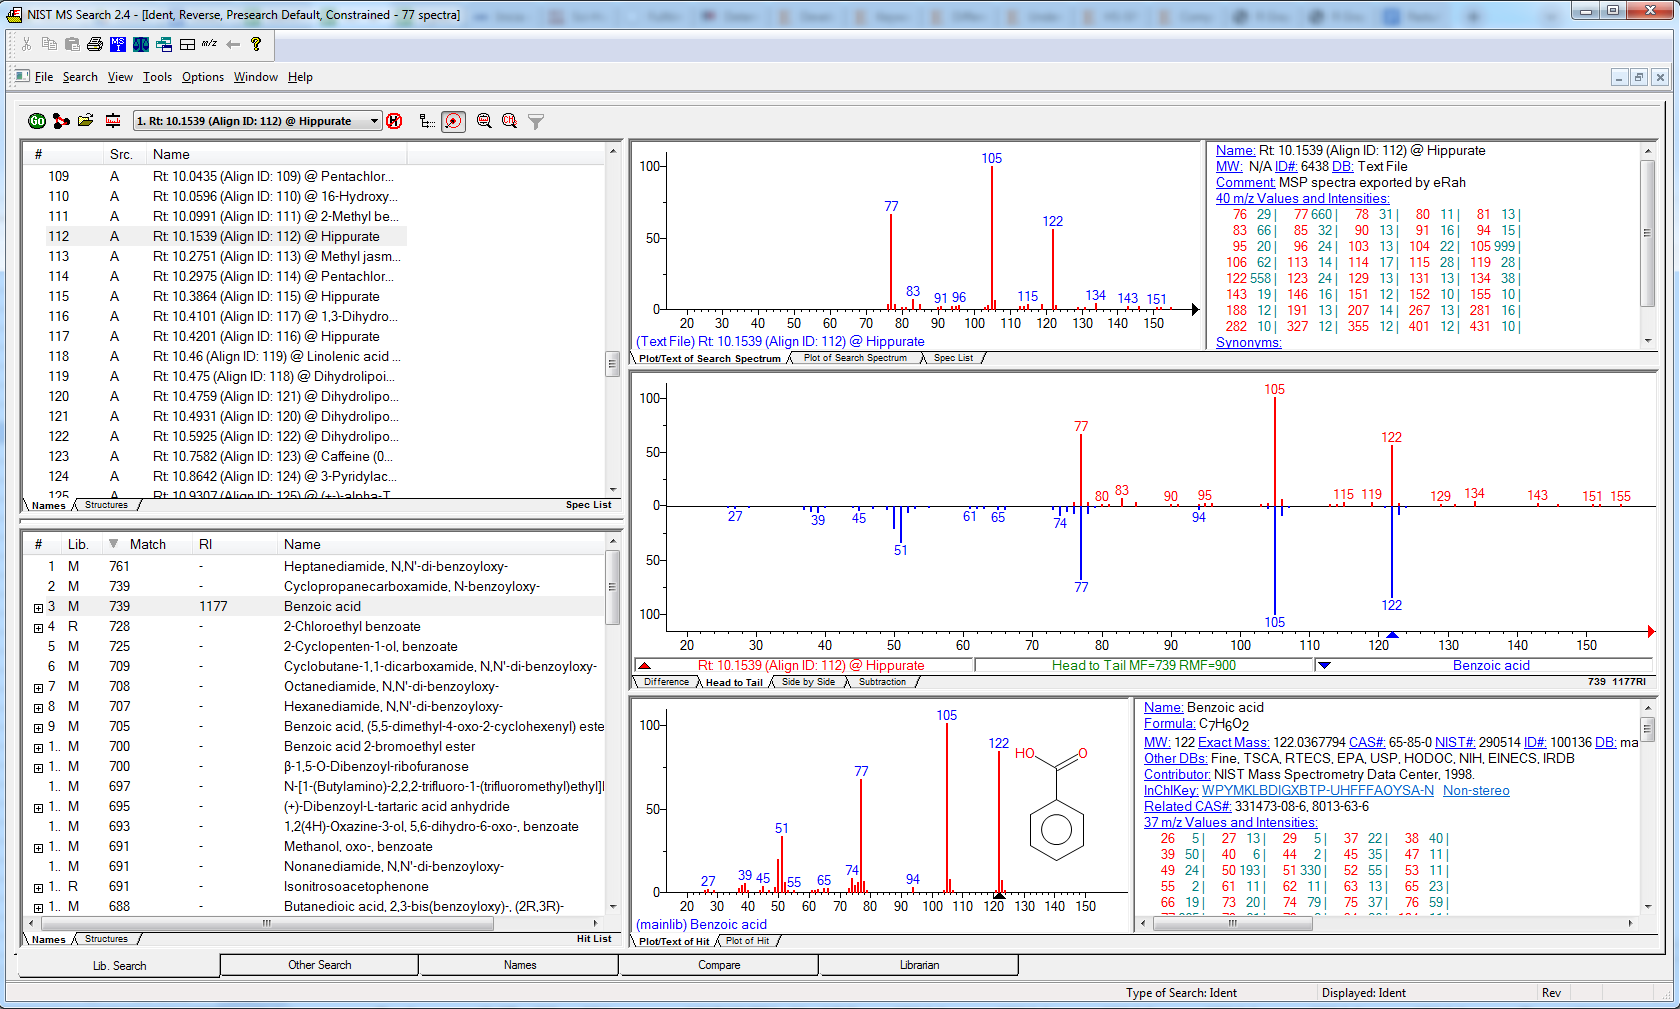 NIST MS Search 2.4 - [Ident, Reverse, Presearch Default, Constrained - 77 spectra]
File Search View Tools Options Window Help
1. Rt: 10.1539 (Align ID: 112) @ Hippurate
# Src. Name
109 A Rt: 10.0435 (Align ID: 109) @ Pentachlor...
110 A Rt: 10.0596 (Align ID: 110) @ 16-Hydroxy...
111 A Rt: 10.0991 (Align ID: 111) @ 2-Methyl be...
112 A Rt: 10.1539 (Align ID: 112) @ Hippurate
113 A Rt: 10.2751 (Align ID: 113) @ Methyl jasm...
114 A Rt: 10.2975 (Align ID: 114) @ Pentachlor...
115 A Rt: 10.3864 (Align ID: 115) @ Hippurate
116 A Rt: 10.4101 (Align ID: 117) @ 1,3-Dihydro...
117 A Rt: 10.4201 (Align ID: 116) @ Hippurate
118 A Rt: 10.46 (Align ID: 119) @ Linolenic acid ...
119 A Rt: 10.475 (Align ID: 118) @ Dihydrolipoi...
120 A Rt: 10.4759 (Align ID: 121) @ Dihydrolipo...
121 A Rt: 10.4931 (Align ID: 120) @ Dihydrolipo...
122 A Rt: 10.5925 (Align ID: 122) @ Dihydrolipo...
123 A Rt: 10.7582 (Align ID: 123) @ Caffeine (0...
124 A Rt: 10.8642 (Align ID: 124) @ 3-Pyridylac...
125 A Rt: 10.9307 (Align ID: 125) @ (+-)-alpha-T...
Names Structures Spec List
# Lib. Match RI Name
1 M 761 - Heptanediamide, N,N'-di-benzoyloxy-
2 M 739 - Cyclopropanecarboxamide, N-benzoyloxy-
3 M 739 1177 Benzoic acid
4 R 728 - 2-Chloroethyl benzoate
5 M 725 - 2-Cyclopenten-1-ol, benzoate
6 M 709 - Cyclobutane-1,1-dicarboxamide, N,N'-di-benzoyloxy-
7 M 708 - Octanediamide, N,N'-di-benzoyloxy-
8 M 707 - Hexanediamide, N,N'-di-benzoyloxy-
9 M 705 - Benzoic acid, (5,5-dimethyl-4-oxo-2-cyclohexenyl) este
1.. M 700 - Benzoic acid 2-bromoethyl ester
1.. M 700 - β-1,5-O-Dibenzoyl-ribofuranose
1.. M 697 - N-[1-(Butylamino)-2,2,2-trifluoro-1-(trifluoromethyl)ethyl]
1.. M 695 - (+)-Dibenzoyl-L-tartaric acid anhydride
1.. M 693 - 1,2(4H)-Oxazine-3-ol, 5,6-dihydro-6-oxo-, benzoate
1.. M 691 - Methanol, oxo-, benzoate
1.. M 691 - Nonanediamide, N,N'-di-benzoyloxy-
1.. R 691 - Isonitrosoacetophenone
1.. M 688 - Butanedioic acid, 2,3-bis(benzoyloxy)-, (2R,3R)-
Names Structures Hit List
105
100
122
77
50
83 91 96 115 134 143 151
0
20 30 40 50 60 70 80 90 100 110 120 130 140 150
(Text File) Rt: 10.1539 (Align ID: 112) @ Hippurate
Plot/Text of Search Spectrum Plot of Search Spectrum Spec List
Name: Rt: 10.1539 (Align ID: 112) @ Hippurate
MW: N/A ID#: 6438 DB: Text File
Comment: MSP spectra exported by eRah
40 m/z Values and Intensities:
76 29 | 77 660 | 78 31 | 80 11 | 81 13 |
83 66 | 85 32 | 90 13 | 91 16 | 94 15 |
95 20 | 96 24 | 103 13 | 104 22 | 105 999 |
106 62 | 113 14 | 114 17 | 115 28 | 119 28 |
122 558 | 123 24 | 129 13 | 131 13 | 134 38 |
143 19 | 146 16 | 151 12 | 152 10 | 155 10 |
188 12 | 191 13 | 207 14 | 267 13 | 281 16 |
282 10 | 327 12 | 355 12 | 401 12 | 431 10 |
Synonyms:
105
100
77 122
50
80 83 90 95 115 119 129 134 143 151 155
0
27 39 45 61 65 74 94
51
50
77
122
100
105
20 30 40 50 60 70 80 90 100 110 120 130 140 150
Rt: 10.1539 (Align ID: 112) @ Hippurate Head to Tail MF=739 RMF=900 Benzoic acid
Difference Head to Tail Side by Side Subtraction 739 1177RI
105
100
122
77
51
50
27 39 45 55 65 74 94
0
20 30 40 50 60 70 80 90 100 110 120 130 140 150
HO O
(mainlib) Benzoic acid
Plot/Text of Hit Plot of Hit
Name: Benzoic acid
Formula: C7H6O2
MW: 122 Exact Mass: 122.0367794 CAS#: 65-85-0 NIST#: 290514 ID#: 100136 DB: ma
Other DBs: Fine, TSCA, RTECS, EPA, USP, HODOC, NIH, EINECS, IRDB
Contributor: NIST Mass Spectrometry Data Center, 1998.
InChIKey: WPYMKLBDIGXBTP-UHFFFAOYSA-N Non-stereo
Related CAS#: 331473-08-6, 8013-63-6
37 m/z Values and Intensities:
26 5 | 27 13 | 29 5 | 37 22 | 38 40 |
39 50 | 40 6 | 44 2 | 45 35 | 47 11 |
49 24 | 50 193 | 51 330 | 52 55 | 53 11 |
55 2 | 61 11 | 62 11 | 63 13 | 65 23 |
66 19 | 73 20 | 74 79 | 75 37 | 76 59 |
Lib. Search Other Search Names Compare Librarian
Type of Search: Ident Displayed: Ident Rev